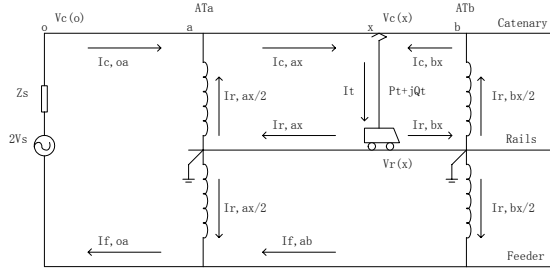 ATa ATb
o Vc(o) a x Vc(x) b Catenary
Ic,oa Ic,ax Ic,bx
Zs Ir,ax/2 It Pt+jQt Ir,bx/2
2Vs Ir,ax Ir,bx
Rails
Vr(x)
Ir,ax/2 Ir,bx/2
If,oa If,ab
Feeder